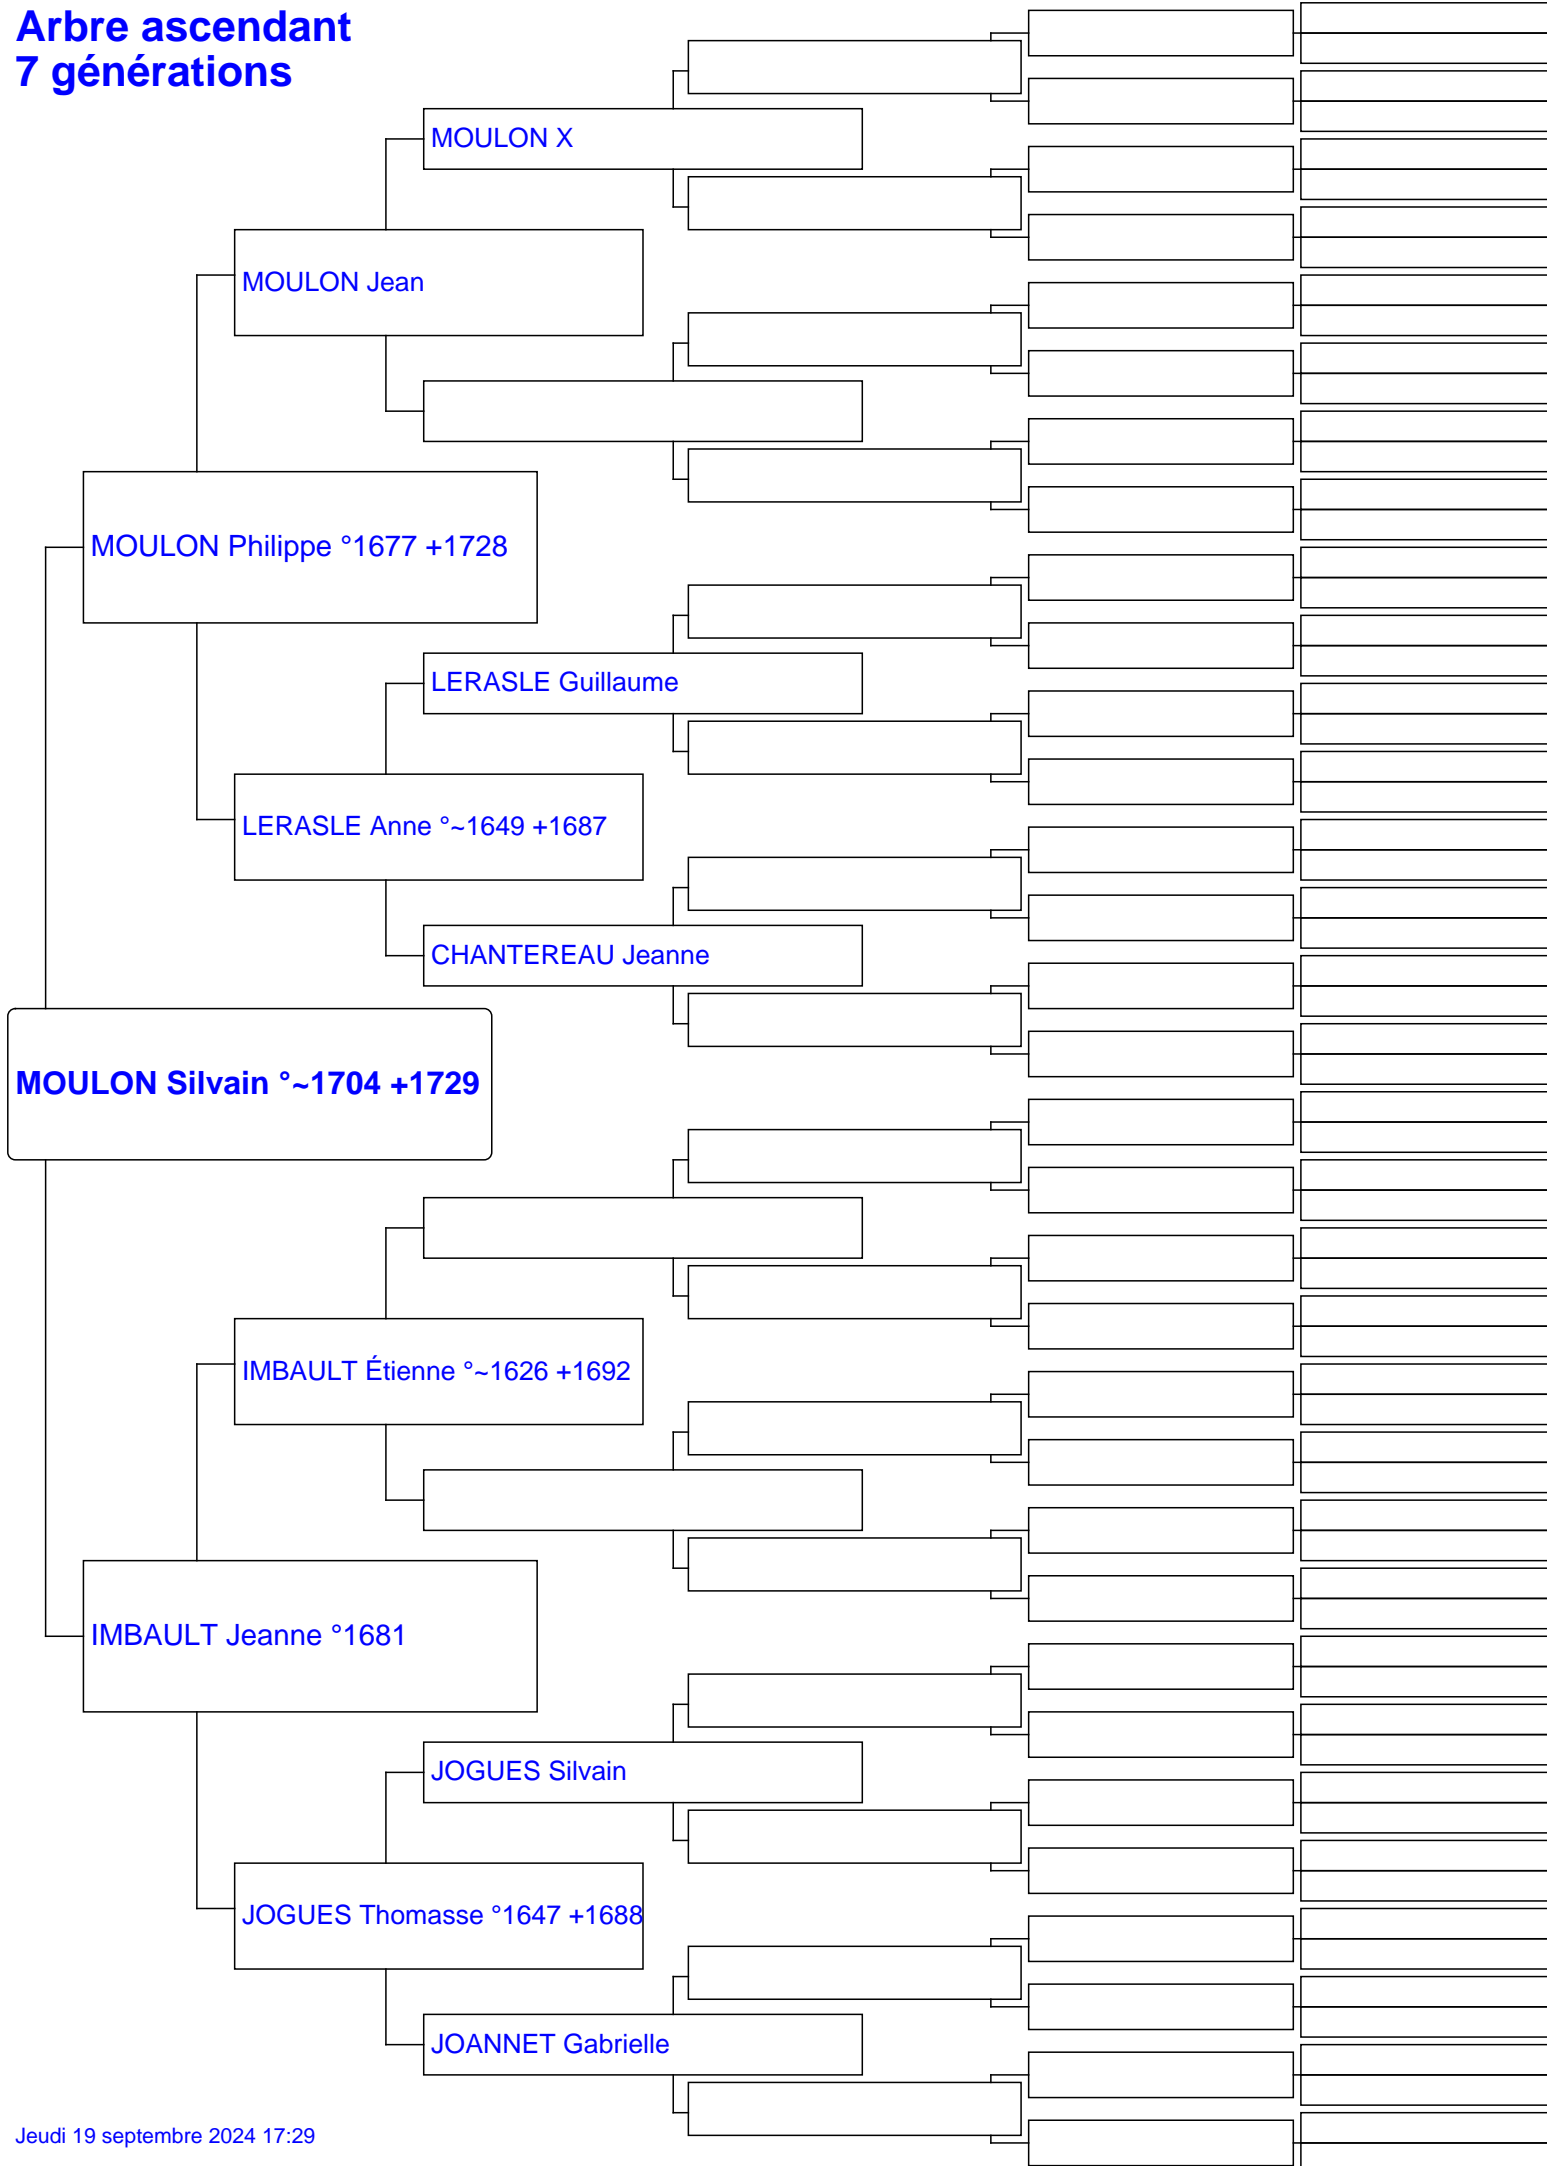 Arbre ascendant
7 générations
MOULON X
MOULON Jean
MOULON Philippe °1677 +1728
LERASLE Guillaume
LERASLE Anne °~1649 +1687
CHANTEREAU Jeanne
MOULON Silvain °~1704 +1729
IMBAULT Étienne °~1626 +1692
IMBAULT Jeanne °1681
JOGUES Silvain
JOGUES Thomasse °1647 +1688
JOANNET Gabrielle
Jeudi 19 septembre 2024 17:29